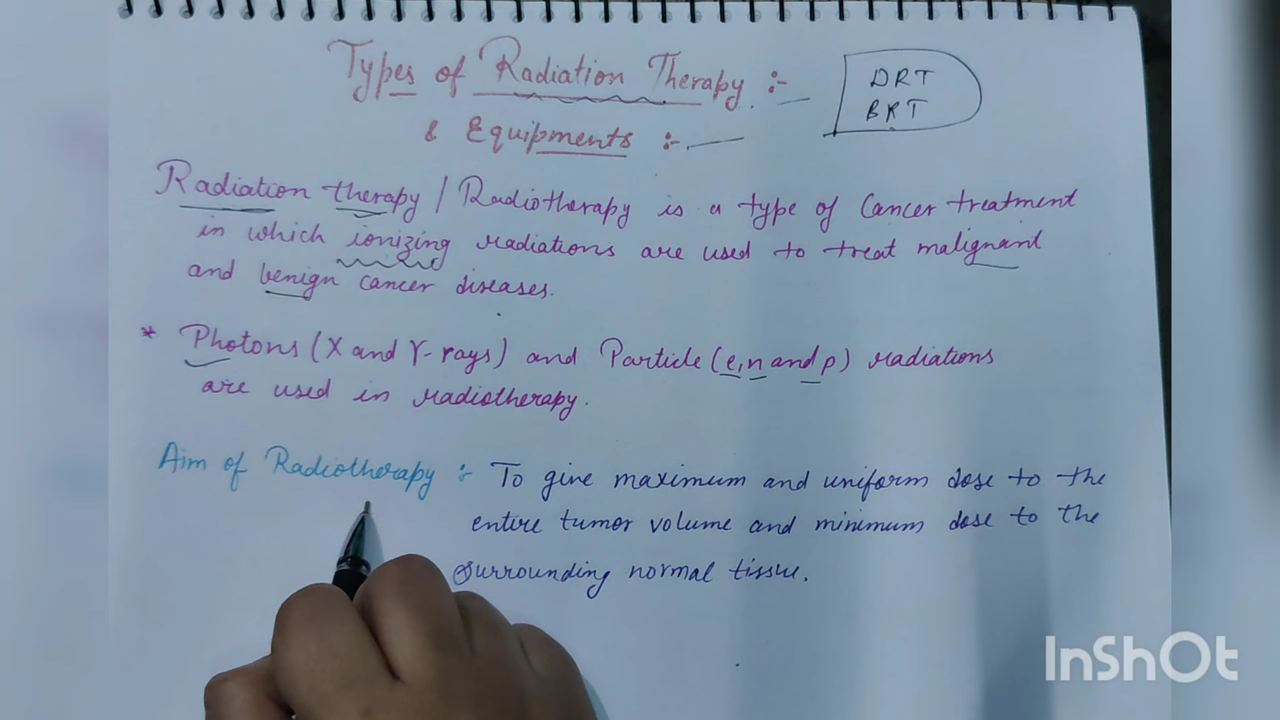 Types of Radiation Therapy :-
& Equipments :-
DRT
BRT
Radiation therapy / Radiotherapy is a type of Cancer treatment
in which ionizing radiations are used to treat malignant
and benign cancer diseases.
* Photons (X and γ-rays) and Particle (e, n and p) radiations
are used in radiotherapy.
Aim of Radiotherapy :- To give maximum and uniform dose to the
entire tumor volume and minimum dose to the
surrounding normal tissue.
InShOt